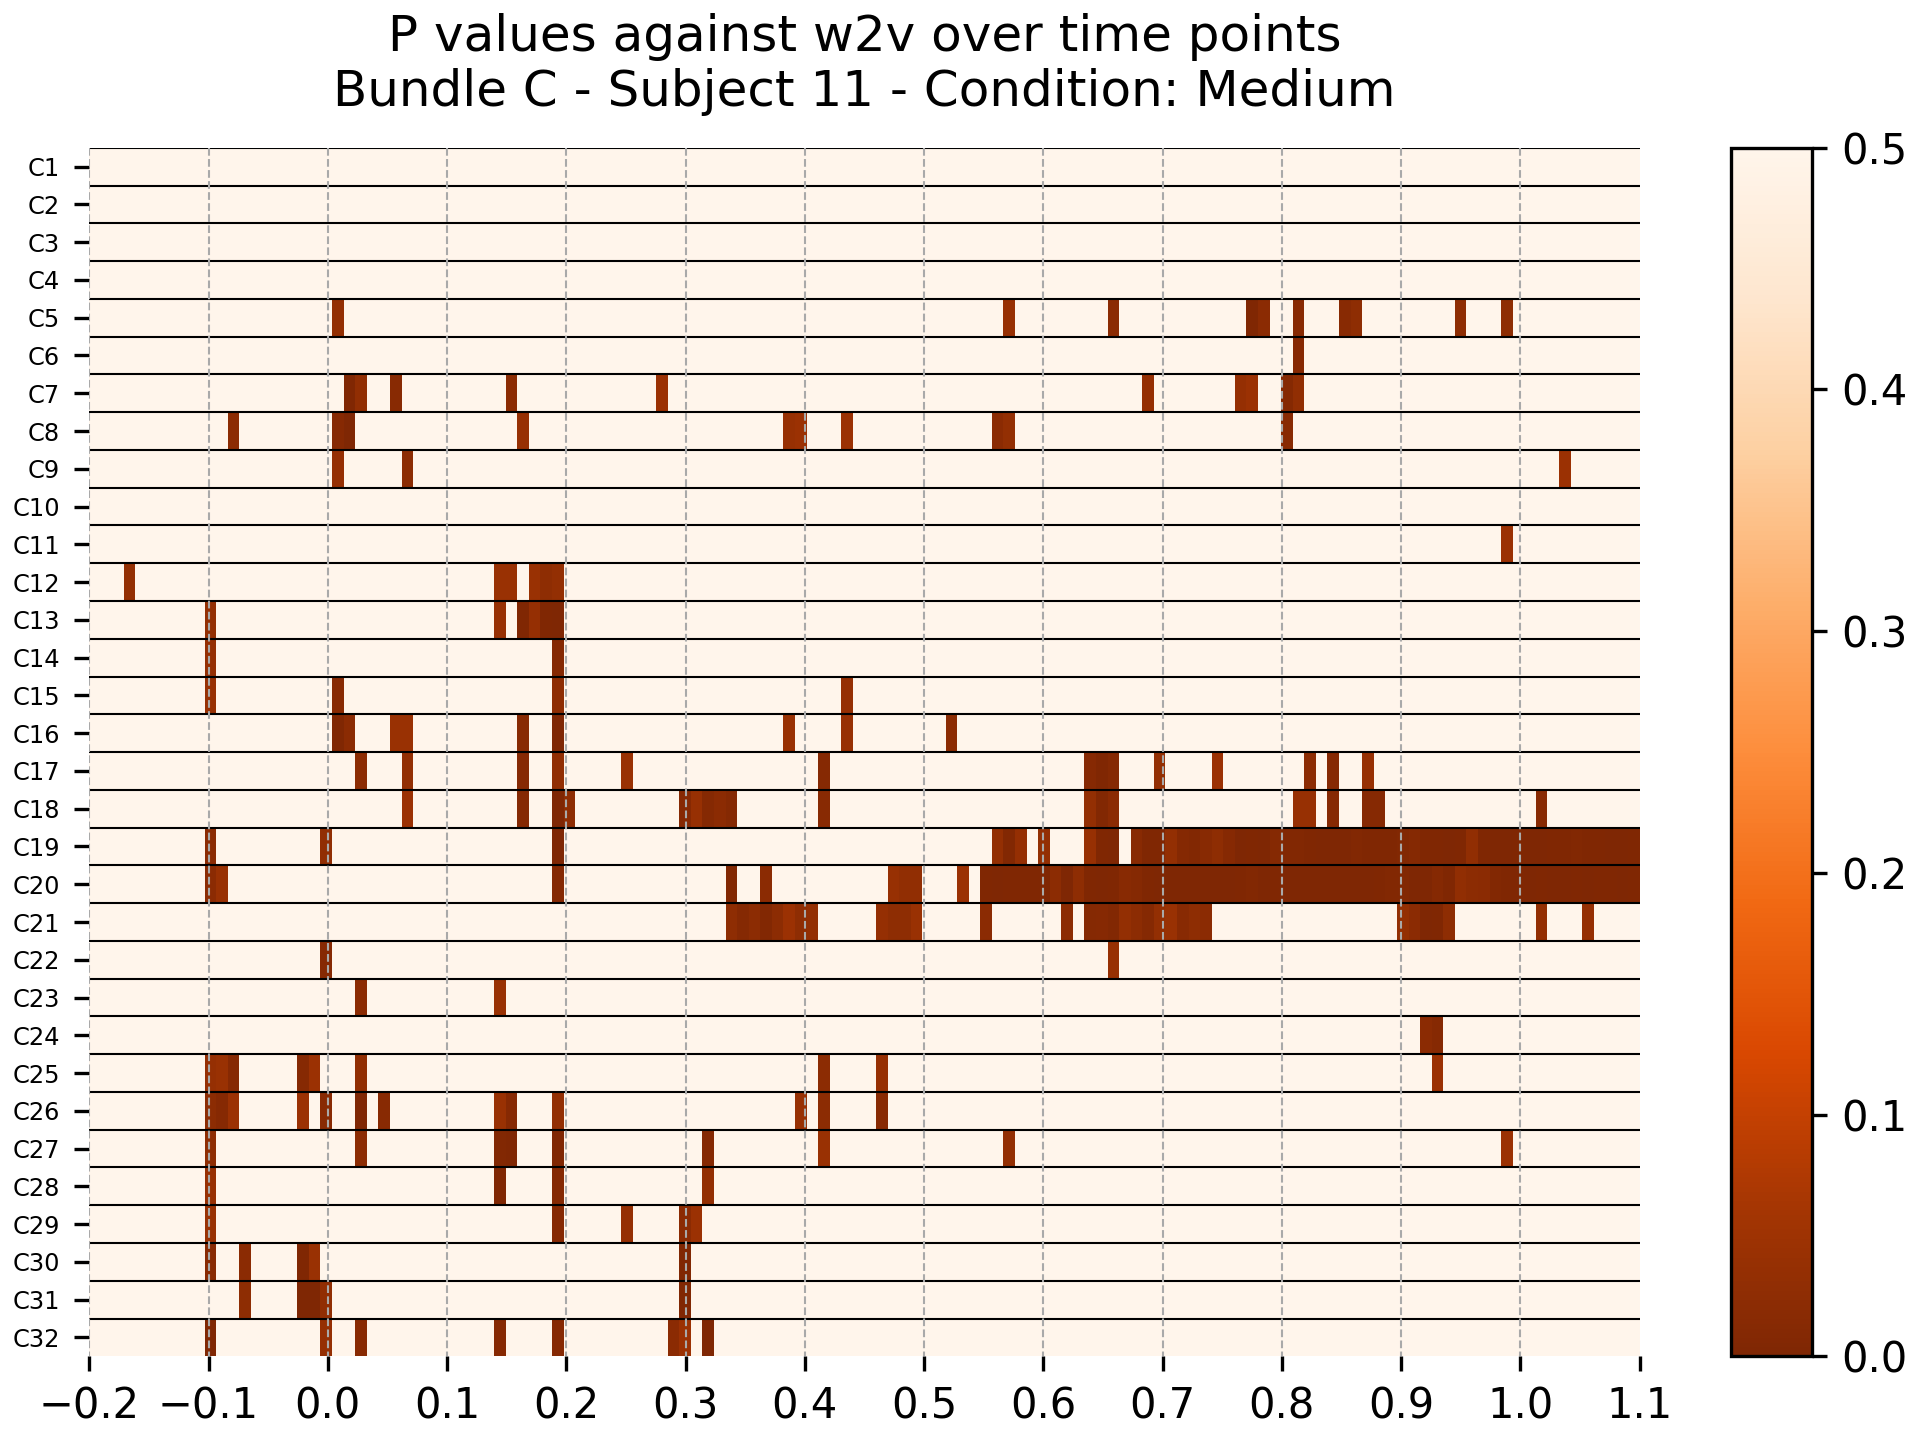 P values against w2v over time points
Bundle C - Subject 11 - Condition: Medium
C1
C2
C3
C4
C5
C6
C7
C8
C9
C10
C11
C12
C13
C14
C15
C16
C17
C18
C19
C20
C21
C22
C23
C24
C25
C26
C27
C28
C29
C30
C31
C32
−0.2 −0.1 0.0 0.1 0.2 0.3 0.4 0.5 0.6 0.7 0.8 0.9 1.0 1.1
0.5
0.4
0.3
0.2
0.1
0.0